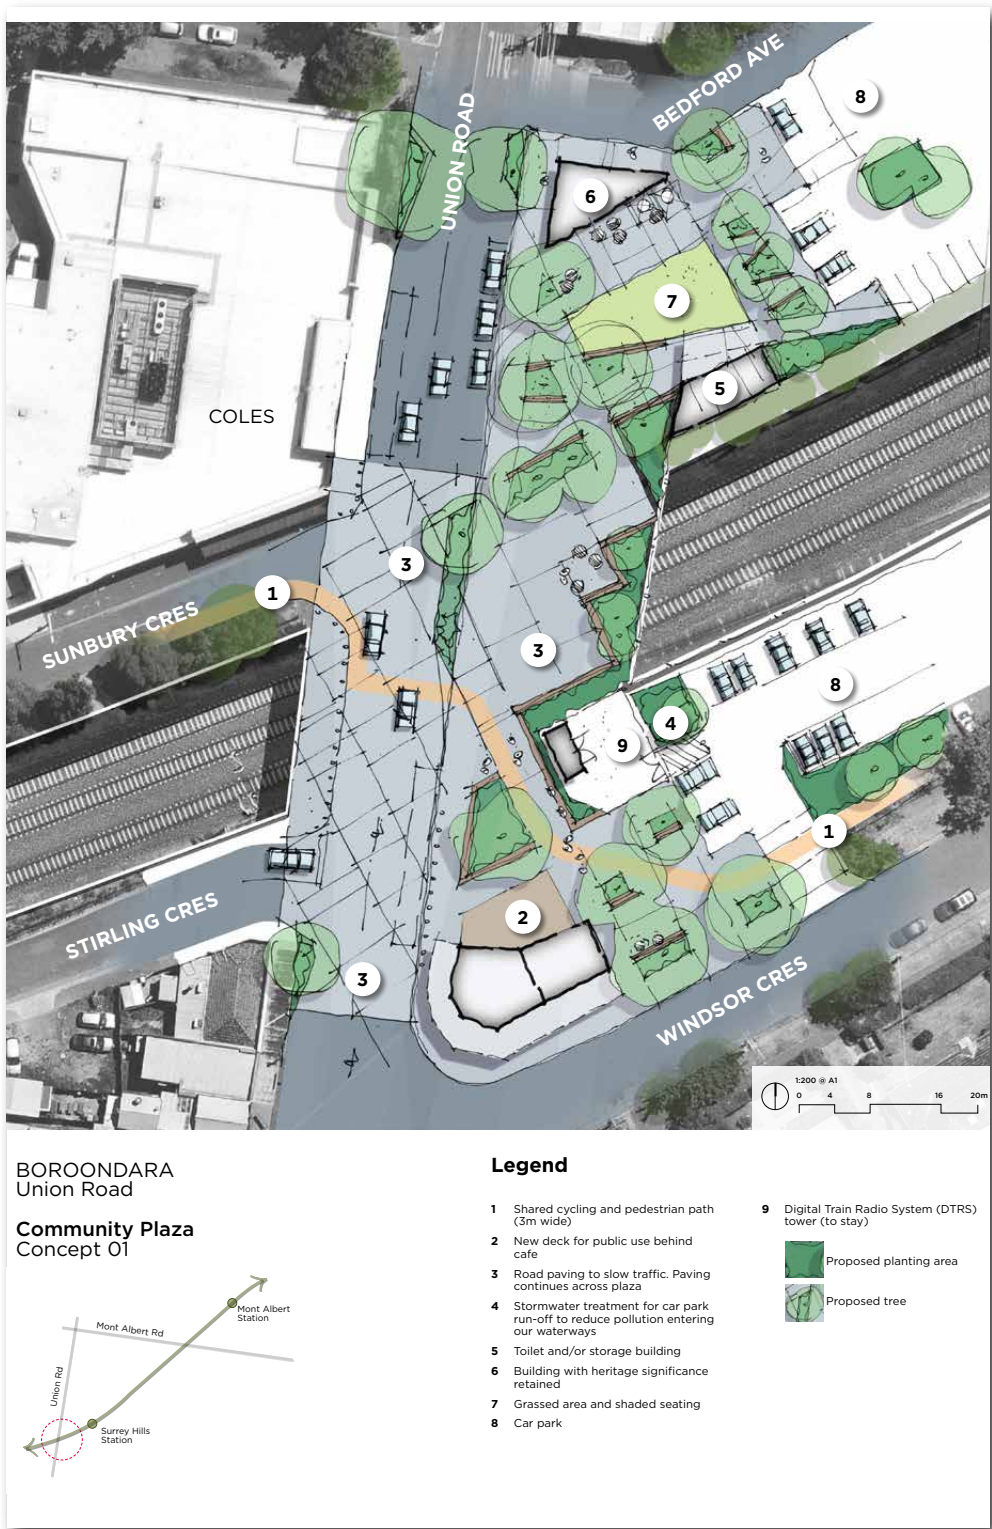 BEDFORD AVE
8
UNION ROAD
6
7
5
COLES
3
1
SUNBURY CRES
3
8
4
9
1
2
STIRLING CRES
3
WINDSOR CRES
1:200 @ A1
0 4 8 16 20m
BOROONDARA
Union Road
Community Plaza
Concept 01
Mont Albert
Station
Mont Albert Rd
Union Rd
Surrey Hills
Station
Legend
1 Shared cycling and pedestrian path
(3m wide)
2 New deck for public use behind
cafe
3 Road paving to slow traffic. Paving
continues across plaza
4 Stormwater treatment for car park
run-off to reduce pollution entering
our waterways
5 Toilet and/or storage building
6 Building with heritage significance
retained
7 Grassed area and shaded seating
8 Car park
9 Digital Train Radio System (DTRS)
tower (to stay)
Proposed planting area
Proposed tree